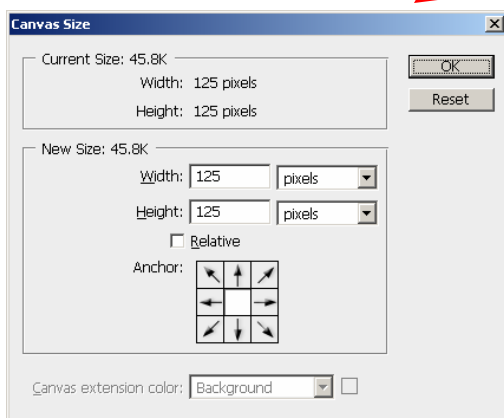 Canvas Size
Current Size: 45.8K
OK
Width: 125 pixels
Reset
Height: 125 pixels
New Size: 45.8K
Width: 125 pixels
Height: 125 pixels
Relative
Anchor:
Canvas extension color: Background